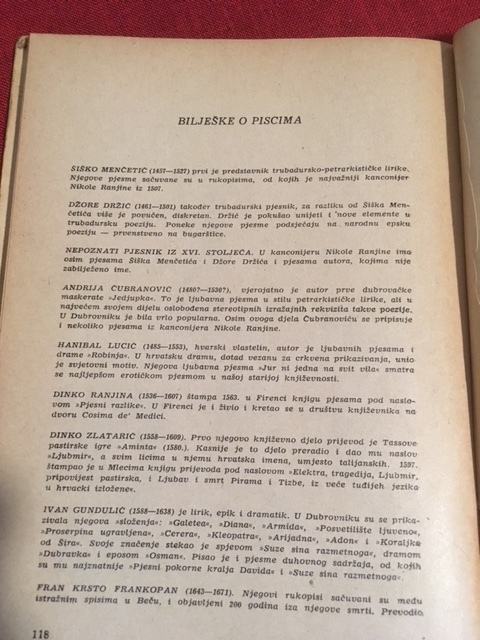 BILJEŠKE O PISCIMA
ŠIŠKO MENČETIĆ (1457—1527) prvi je predstavnik trubadursko-petrarkističke lirike.
Njegove pjesme sačuvane su u rukopisima, od kojih je najvažniji kanconijer
Nikole Ranjine iz 1507.
DŽORE DRŽIĆ (1461—1501) također trubadurski pjesnik, za razliku od Šiška Men-
četića više je povučen, diskretan. Držić je pokušao unijeti i nove elemente u
trubadursku poeziju. Poneke njegove pjesme podsjećaju na narodnu epsku
poeziju — prvenstveno na bugarštice.
NEPOZNATI PJESNIK IZ XVI. STOLJEĆA. U kanconijeru Nikole Ranjine ima
osim pjesama Šiška Menčetića i Džore Držića i pjesama autora, kojima nije
zabilježeno ime.
ANDRIJA ČUBRANOVIĆ (1480?—1530?), vjerojatno je autor prve dubrovačke
maskerate »Jedjupka«. To je ljubavna pjesma u stilu petrarkističke lirike, ali u
najvećem svojem dijelu oslobođena stereotipnih izražajnih rekvizita takve poezije.
U Dubrovniku je bila vrlo popularna. Osim ovoga djela Čubranoviću se pripisuje
i nekoliko pjesama iz kanconijera Nikole Ranjine.
HANIBAL LUCIĆ (1485—1553), hvarski vlastelin, autor je ljubavnih pjesama i
drame »Robinja«. U hrvatsku dramu, dotad vezanu za crkvena prikazivanja, unio
je svjetovni motiv. Njegova ljubavna pjesma »Jur ni jedna na svit vila« smatra
se najljepšom erotičkom pjesmom u našoj starijoj književnosti.
DINKO RANJINA (1536—1607) štampa 1563. u Firenci knjigu pjesama pod naslo-
vom »Pjesni razlike«. U Firenci je i živio i kretao se u društvu književnika na
dvoru Cosima de' Medici.
DINKO ZLATARIĆ (1558—1609). Prvo njegovo književno djelo prijevod je Tassove
pastirske igre »Aminta« (1580.). Kasnije je to djelo preradio i dao mu naslov
»Ljubmir«, a svim licima u njemu hrvatska imena, umjesto talijanskih. 1597.
štampao je u Mlecima knjigu prijevoda pod naslovom »Elektra, tragedija, Ljubmir,
pripovijest pastirska, i Ljubav i smrt Pirama i Tizbe, iz veće tuđijeh jezika
u hrvacki izložene«.
IVAN GUNDULIĆ (1588—1638) je lirik, epik i dramatik. U Dubrovniku su se prika-
zivala njegova »složenja«: »Galetea«, »Diana«, »Armida«, »Posvetilište ljuveno«,
»Proserpina ugravljena«, »Cerera«, »Kleopatra«, »Arijadna«, »Adon« i »Koraljka
od Šira«. Svoje značenje stekao je spjevom »Suze sina razmetnoga«, dramom
»Dubravka« i eposom »Osman«. Pisao je i pjesme duhovnog sadržaja, od kojih
su mu najznatnije »Pjesni pokorne kralja Davida« i »Suze sina razmetnoga«.
FRAN KRSTO FRANKOPAN (1643—1671). Njegovi rukopisi sačuvani su među
istražnim spisima u Beču, i objavljeni 200 godina iza njegove smrti. Prevodio
118